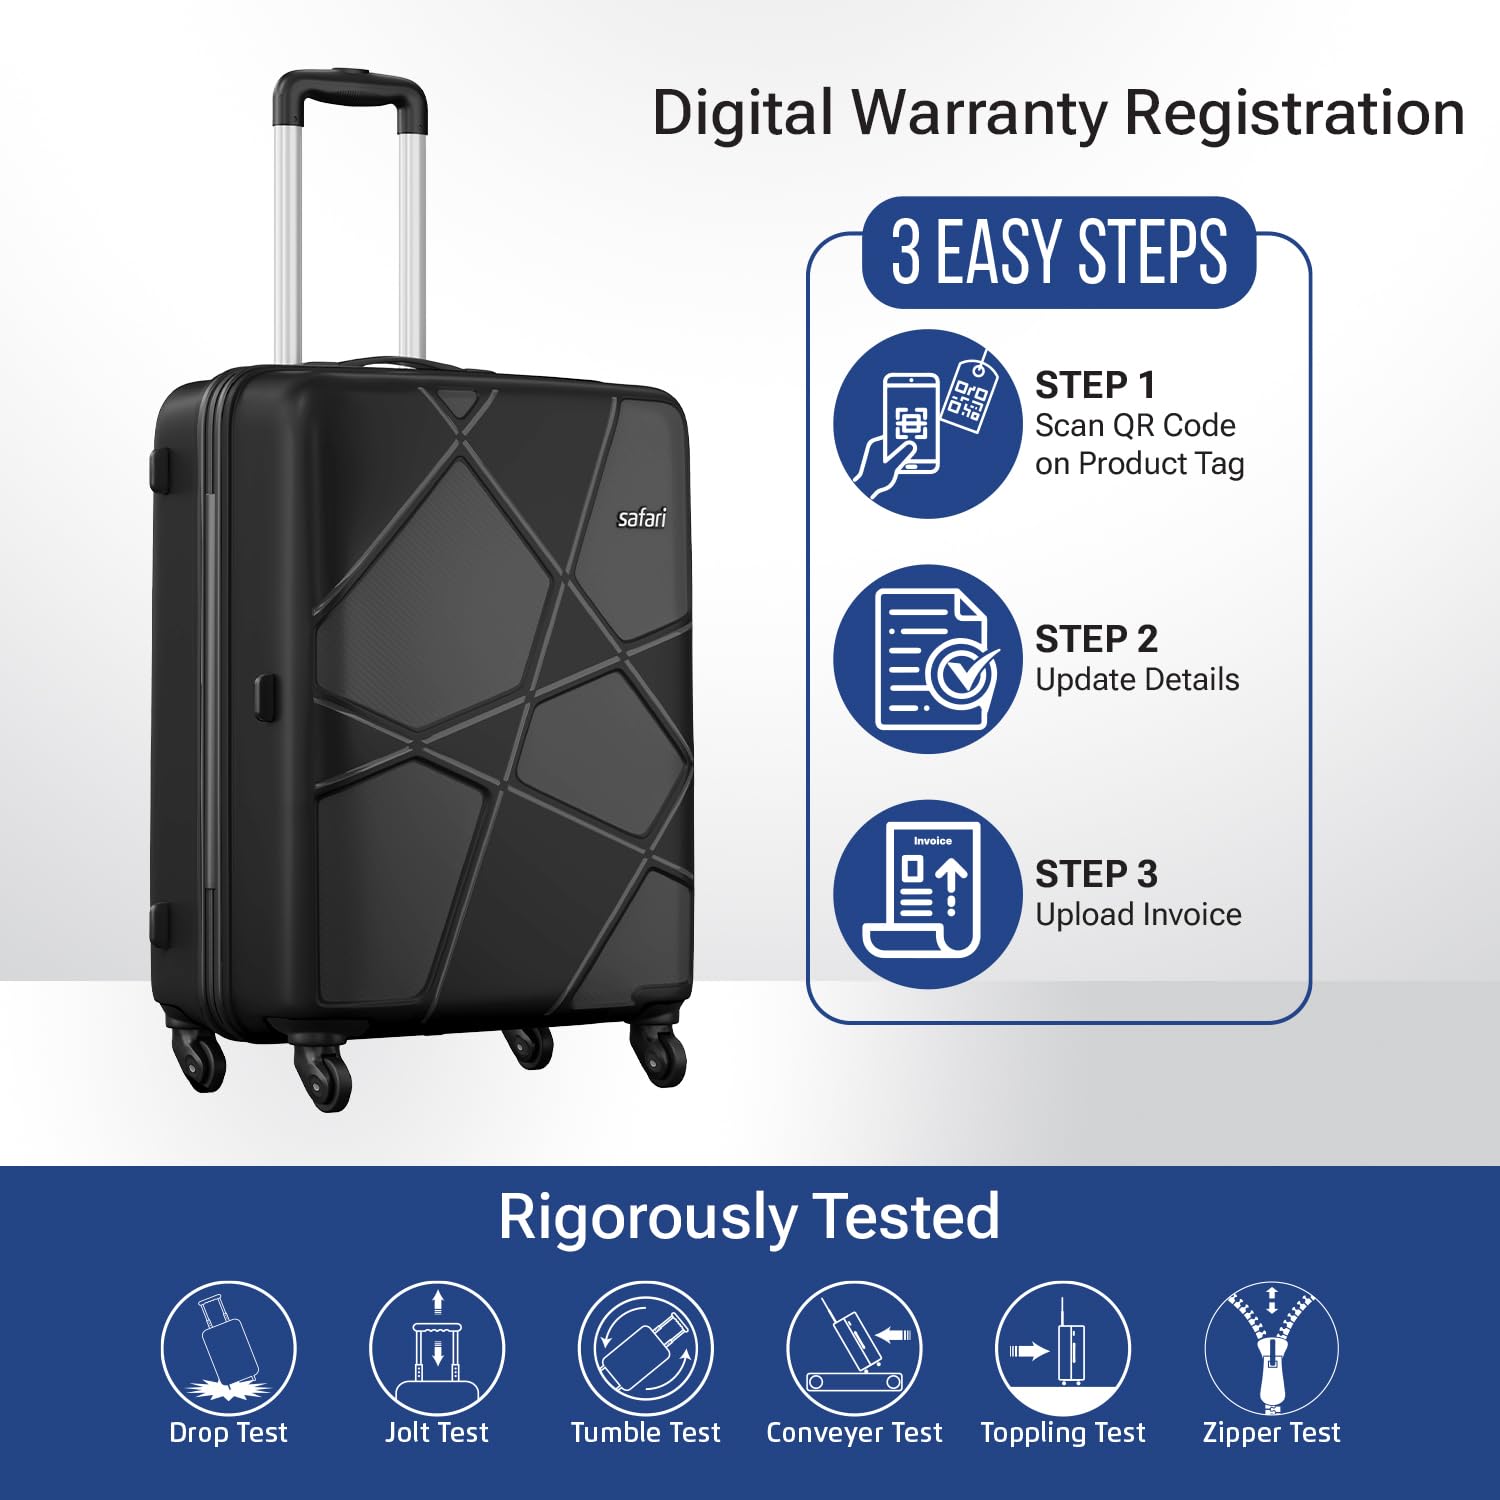 Digital Warranty Registration
3 EASY STEPS
STEP 1
Scan QR Code
on Product Tag
safari
STEP 2
Update Details
Invoice
STEP 3
Upload Invoice
Rigorously Tested
Drop Test
Jolt Test
Tumble Test
Conveyer Test
Toppling Test
Zipper Test